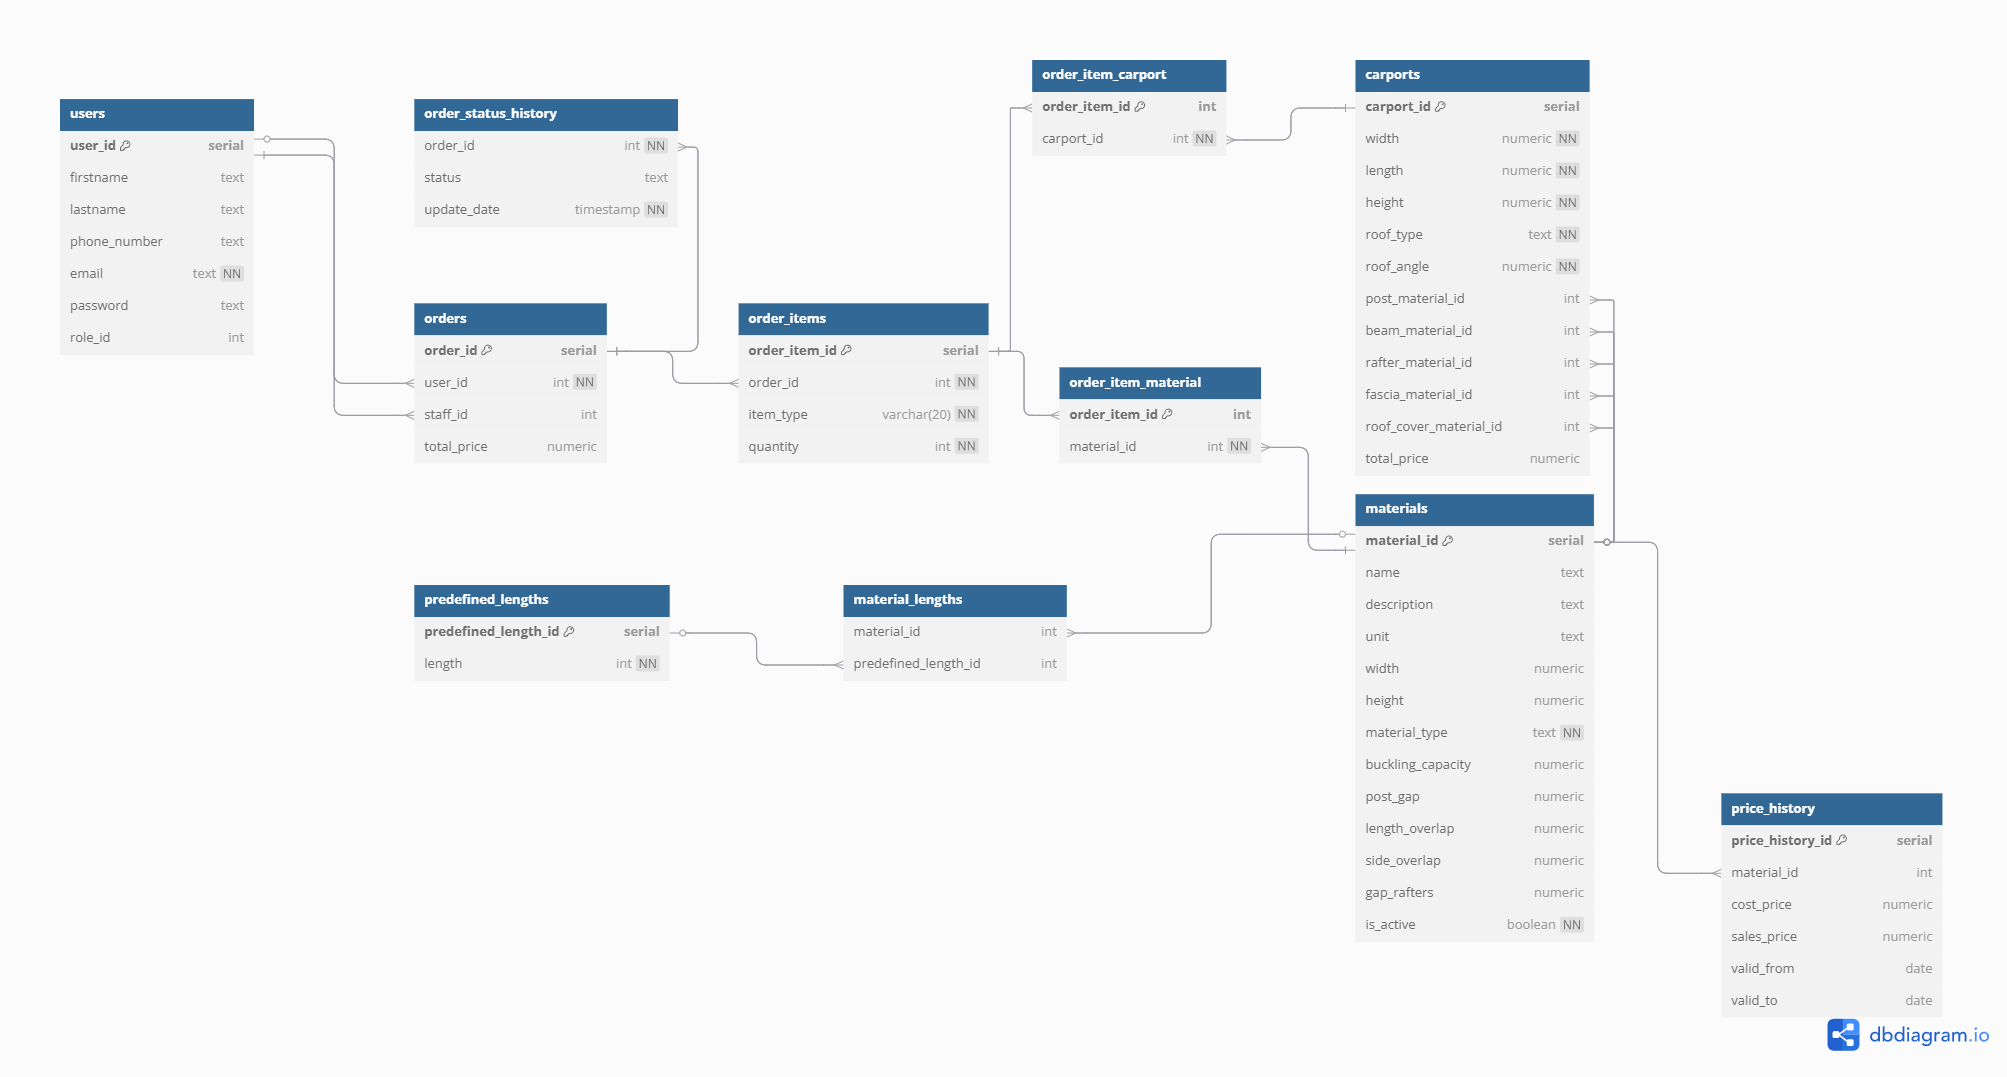 users
user_id serial
firstname text
lastname text
phone_number text
email text NN
password text
role_id int
order_status_history
order_id int NN
status text
update_date timestamp NN
orders
order_id serial
user_id int NN
staff_id int
total_price numeric
order_items
order_item_id serial
order_id int NN
item_type varchar(20) NN
quantity int NN
order_item_carport
order_item_id int
carport_id int NN
order_item_material
order_item_id int
material_id int NN
carports
carport_id serial
width numeric NN
length numeric NN
height numeric NN
roof_type text NN
roof_angle numeric NN
post_material_id int
beam_material_id int
rafter_material_id int
fascia_material_id int
roof_cover_material_id int
total_price numeric
predefined_lengths
predefined_length_id serial
length int NN
material_lengths
material_id int
predefined_length_id int
materials
material_id serial
name text
description text
unit text
width numeric
height numeric
material_type text NN
buckling_capacity numeric
post_gap numeric
length_overlap numeric
side_overlap numeric
gap_rafters numeric
is_active boolean NN
price_history
price_history_id serial
material_id int
cost_price numeric
sales_price numeric
valid_from date
valid_to date
dbdiagram.io